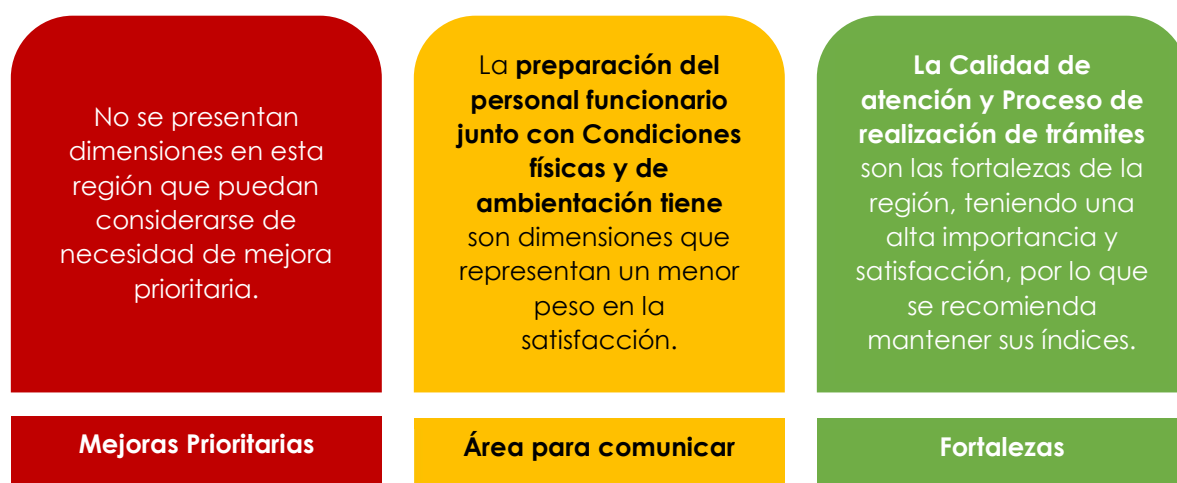 No se presentan
dimensiones en esta
región que puedan
considerarse de
necesidad de mejora
prioritaria.
Mejoras Prioritarias
La preparación del
personal funcionario
junto con Condiciones
físicas y de
ambientación tiene
son dimensiones que
representan un menor
peso en la
satisfacción.
Área para comunicar
La Calidad de
atención y Proceso de
realización de trámites
son las fortalezas de la
región, teniendo una
alta importancia y
satisfacción, por lo que
se recomienda
mantener sus índices.
Fortalezas